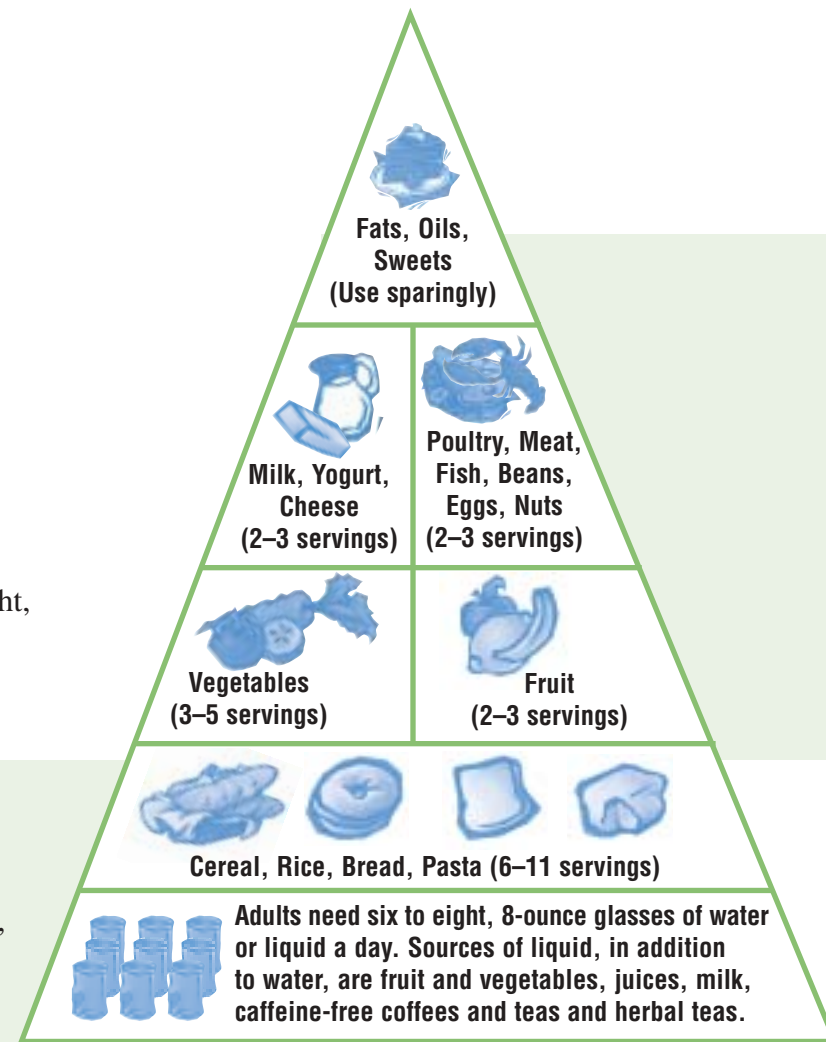 Fats, Oils,
Sweets
(Use sparingly)
Milk, Yogurt,
Cheese
(2–3 servings)
Poultry, Meat,
Fish, Beans,
Eggs, Nuts
(2–3 servings)
Vegetables
(3–5 servings)
Fruit
(2–3 servings)
Cereal, Rice, Bread, Pasta (6–11 servings)
Adults need six to eight, 8-ounce glasses of water
or liquid a day. Sources of liquid, in addition
to water, are fruit and vegetables, juices, milk,
caffeine-free coffees and teas and herbal teas.